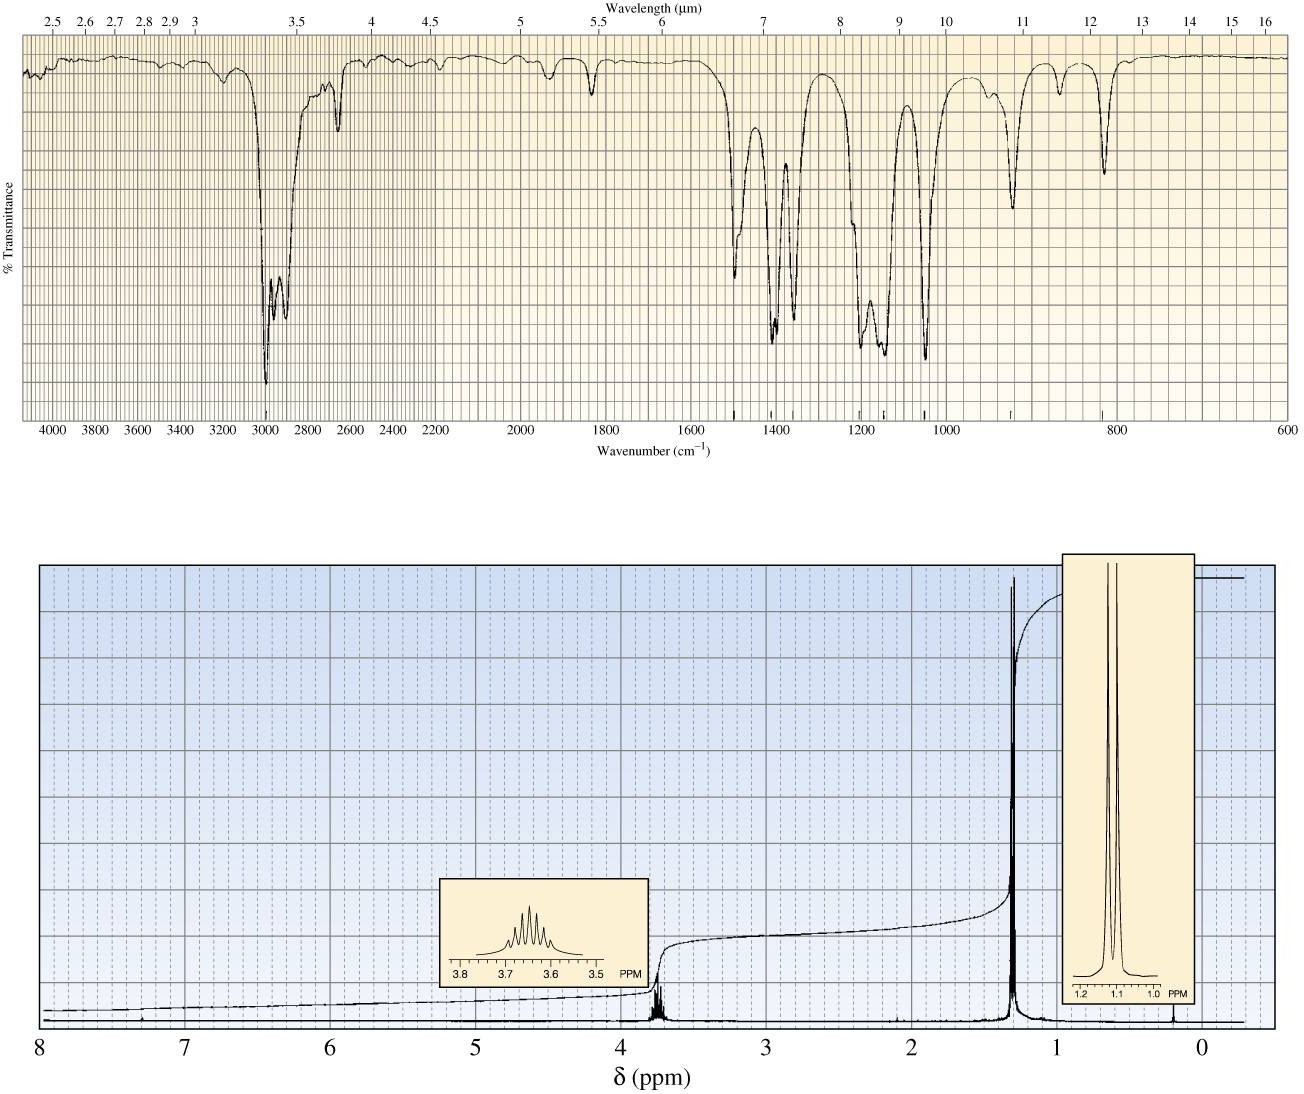 Wavelength (μm)
2.5 2.6 2.7 2.8 2.9 3 3.5 4 4.5 5 5.5 6 7 8 9 10 11 12 13 14 15 16
% Transmittance
4000 3800 3600 3400 3200 3000 2800 2600 2400 2200 2000 1800 1600 1400 1200 1000 800 600
Wavenumber (cm⁻¹)
3.8 3.7 3.6 3.5 PPM
1.2 1.1 1.0 PPM
8 7 6 5 4 3 2 1 0
δ (ppm)